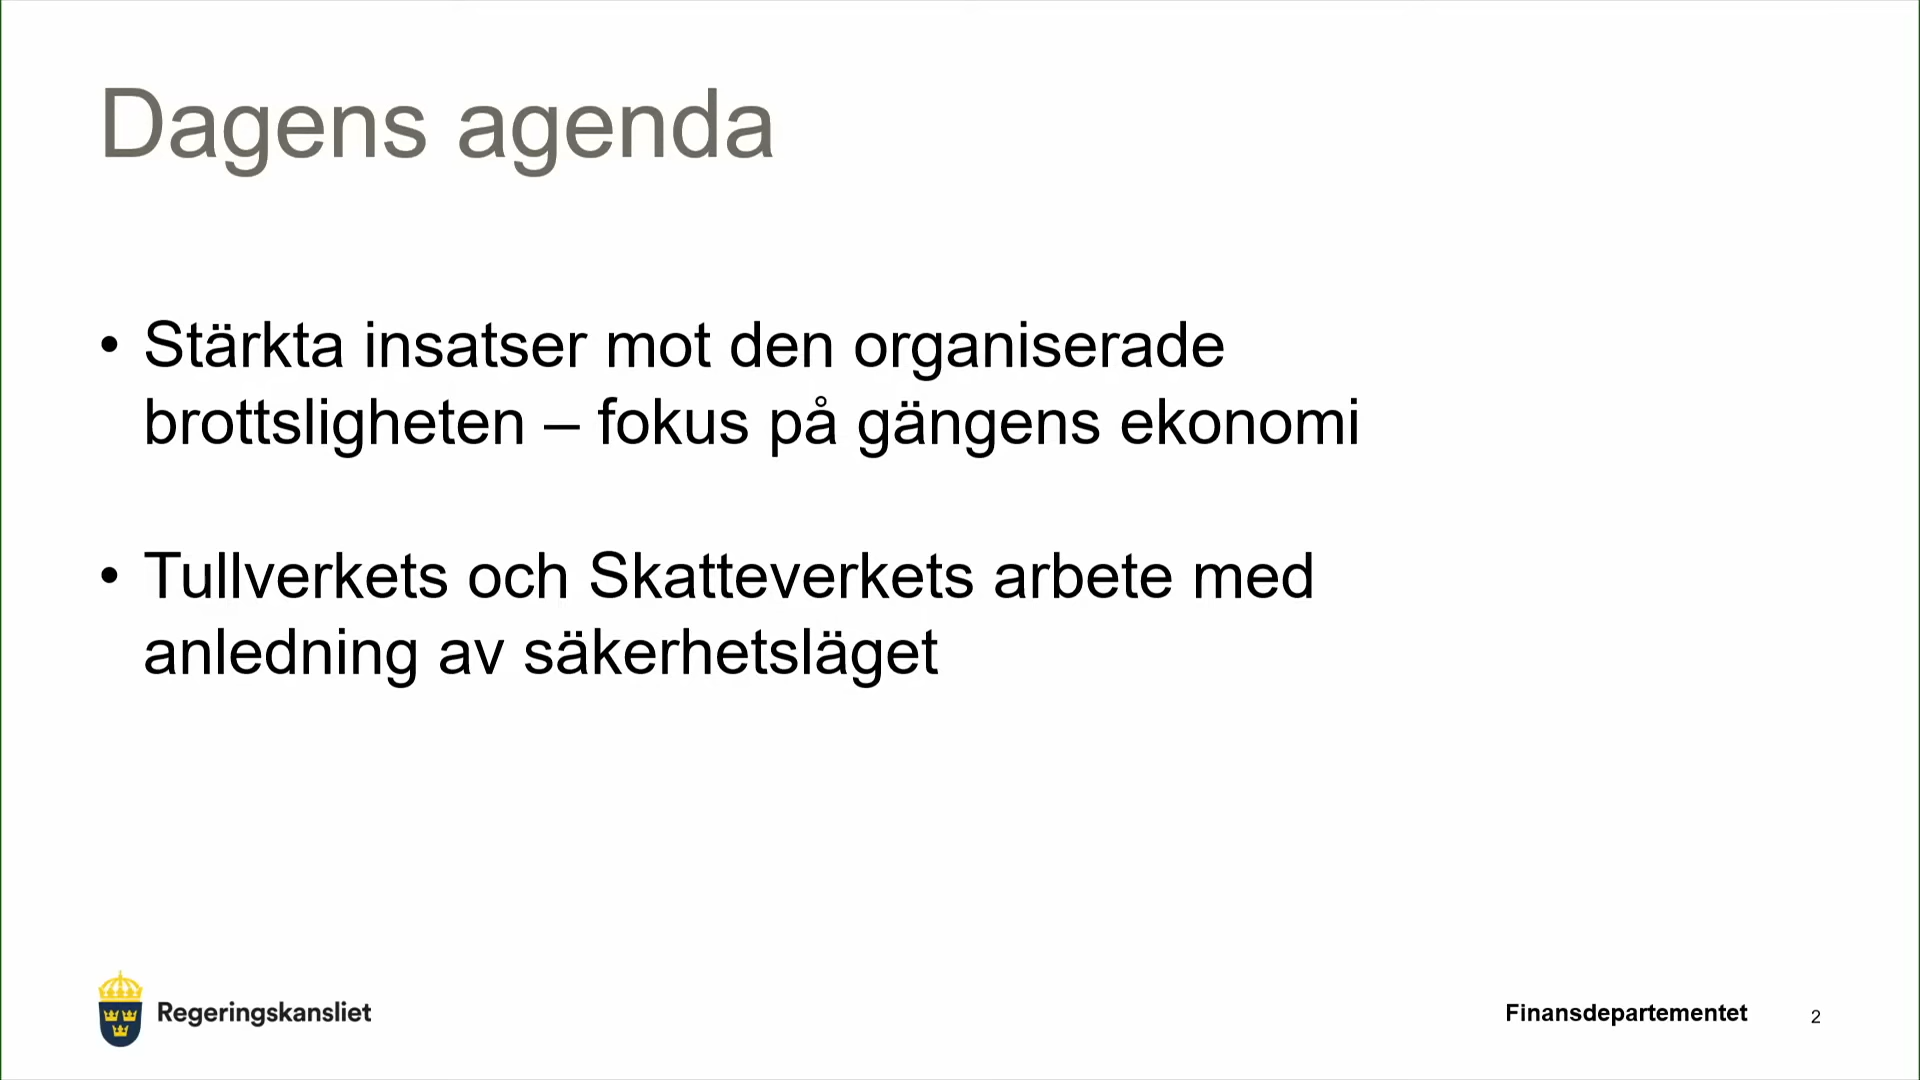 Dagens agenda
• Stärkta insatser mot den organiserade
brottsligheten – fokus på gängens ekonomi
• Tullverkets och Skatteverkets arbete med
anledning av säkerhetsläget
Regeringskansliet
Finansdepartementet
2